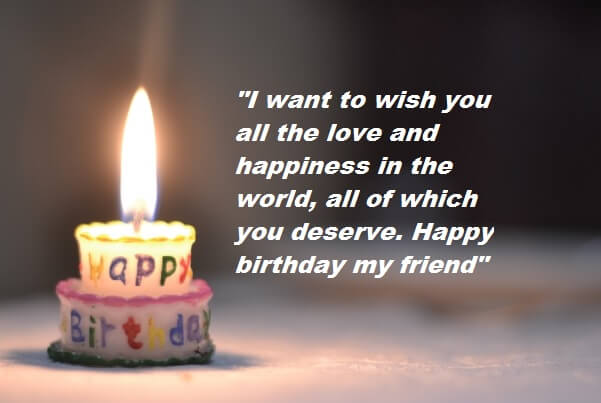 "I want to wish you
all the love and
happiness in the
world, all of which
you deserve. Happy
birthday my friend"
Happy
Birthday